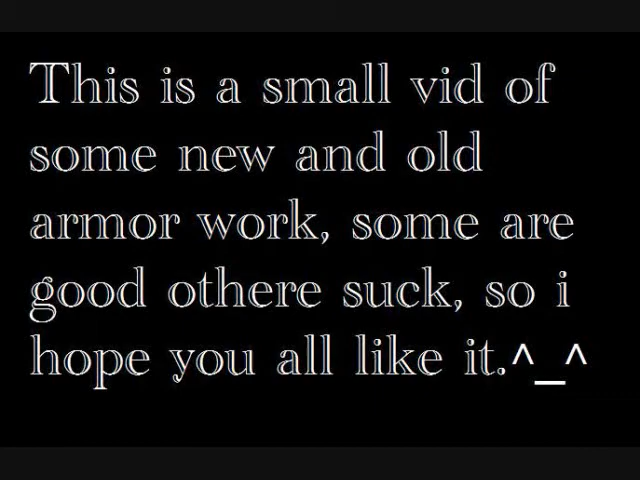 This is a small vid of
some new and old
armor work, some are
good othere suck, so i
hope you all like it.^_^